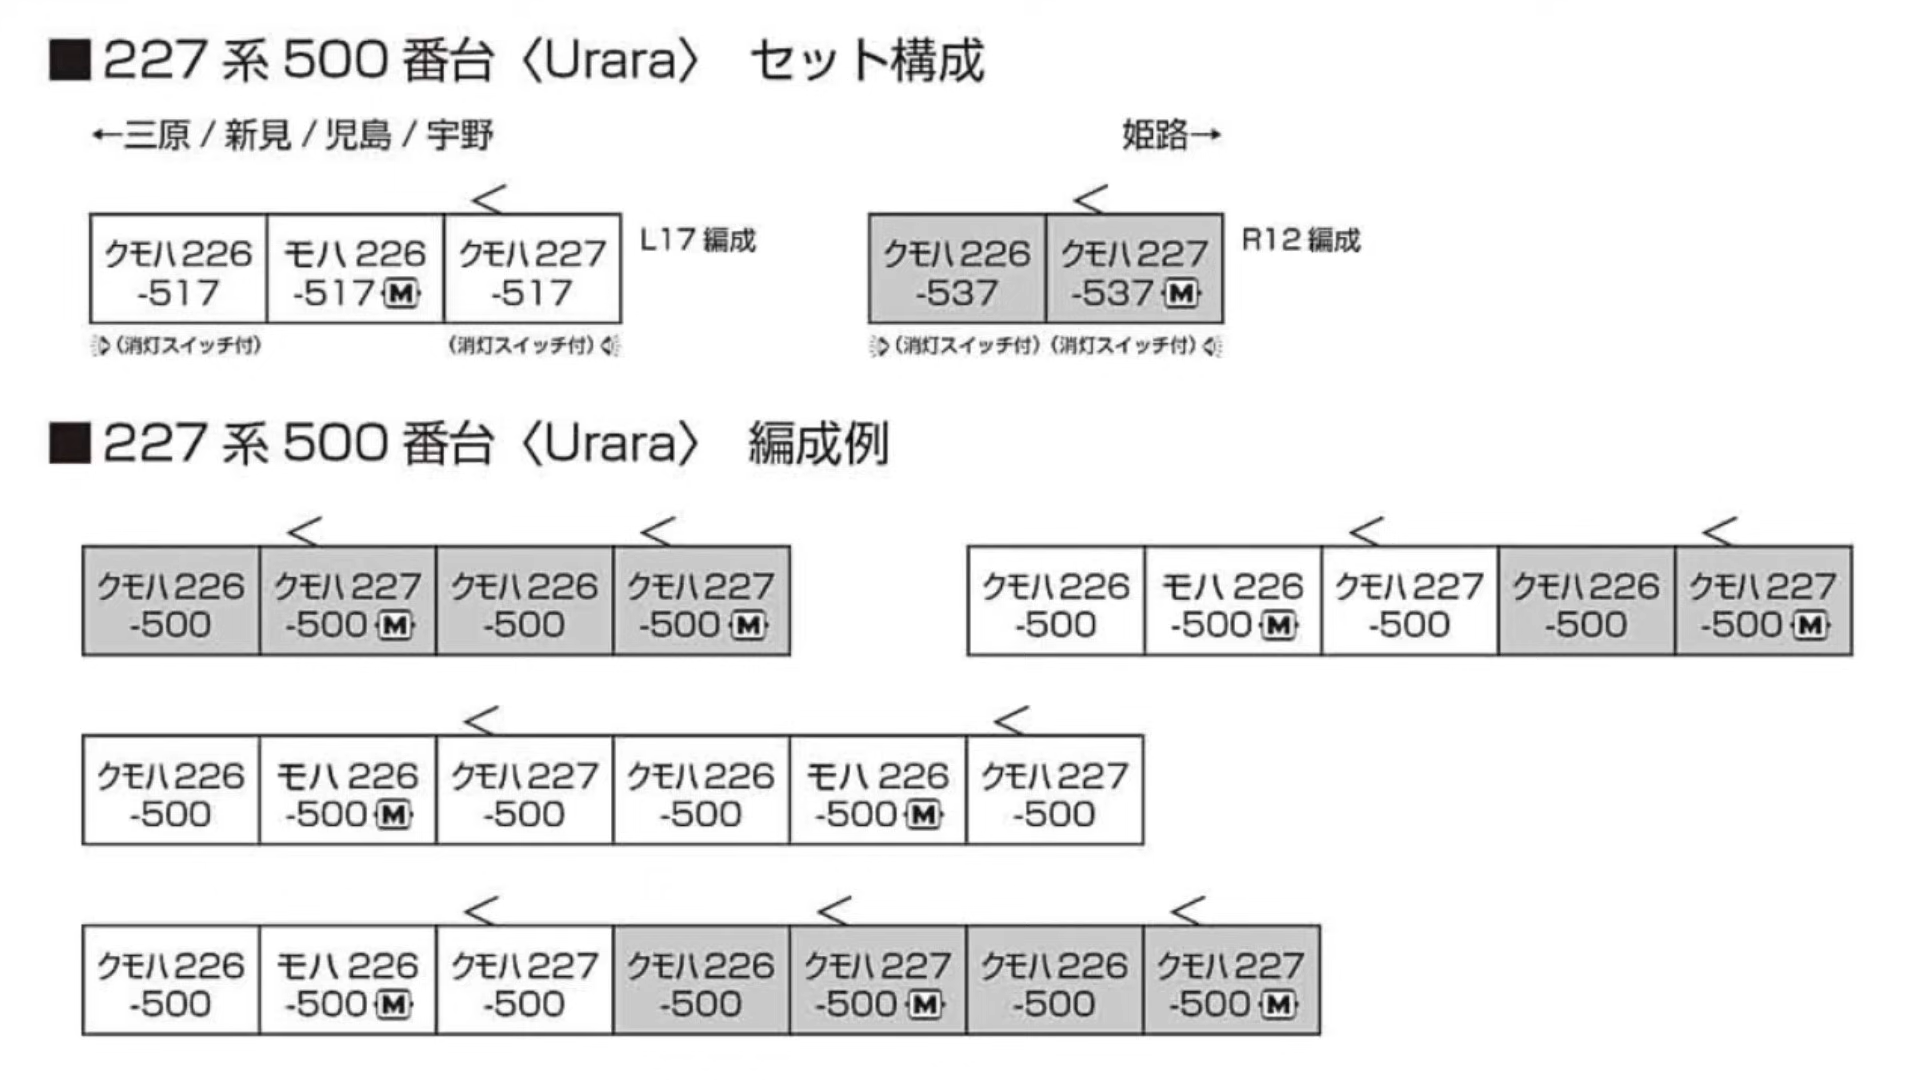 ■227系500番台〈Urara〉 セット構成
←三原/新見/児島/宇野
姫路→
クモハ226 モハ226 クモハ227 L17編成
-517 -517 M -517
(消灯スイッチ付) (消灯スイッチ付)
クモハ226 クモハ227 R12編成
-537 -537 M
(消灯スイッチ付) (消灯スイッチ付)
■227系500番台〈Urara〉 編成例
クモハ226 クモハ227 クモハ226 クモハ227
-500 -500 M -500 -500 M
クモハ226 モハ226 クモハ227 クモハ226 クモハ227
-500 -500 M -500 -500 -500 M
クモハ226 モハ226 クモハ227 クモハ226 モハ226 クモハ227
-500 -500 M -500 -500 -500 M -500
クモハ226 モハ226 クモハ227 クモハ226 クモハ227 クモハ226 クモハ227
-500 -500 M -500 -500 -500 M -500 -500 M